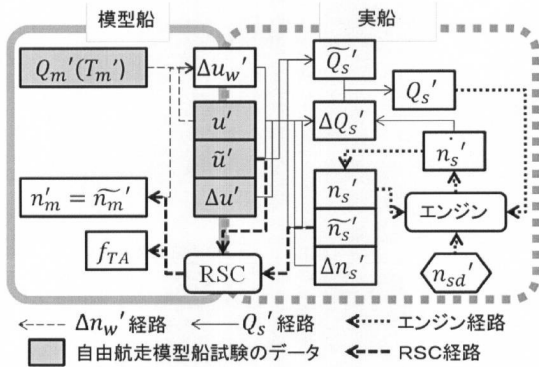 模型船
実船
Q_m'(T_m')
Δu_w'
u'
ũ'
Δu'
n_m' = ñ_m'
f_TA
RSC
Q̃_s'
ΔQ_s'
Q_s'
ṅ_s'
n_s'
ñ_s'
Δn_s'
エンジン
n_sd'
Δn_w' 経路
Q_s' 経路
エンジン経路
自由航走模型船試験のデータ
RSC経路